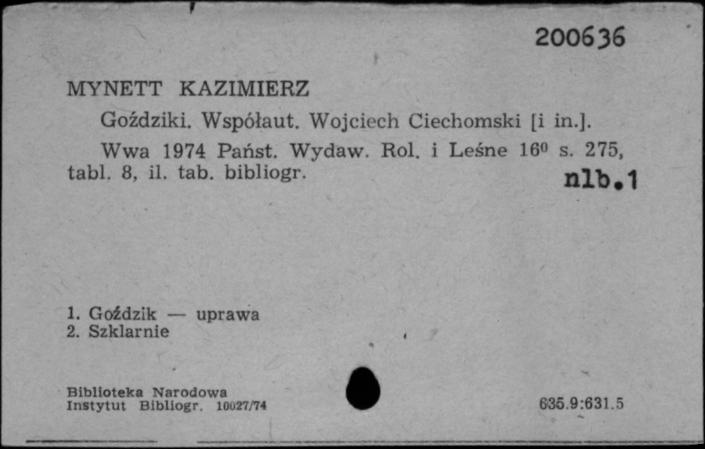 200636
MYNETT KAZIMIERZ
Goździki. Współaut. Wojciech Ciechomski [i in.].
Wwa 1974 Państ. Wydaw. Rol. i Leśne 16⁰ s. 275,
tabl. 8, il. tab. bibliogr.
nlb.1
1. Goździk — uprawa
2. Szklarnie
Biblioteka Narodowa
Instytut Bibliogr. 10027/74
635.9:631.5